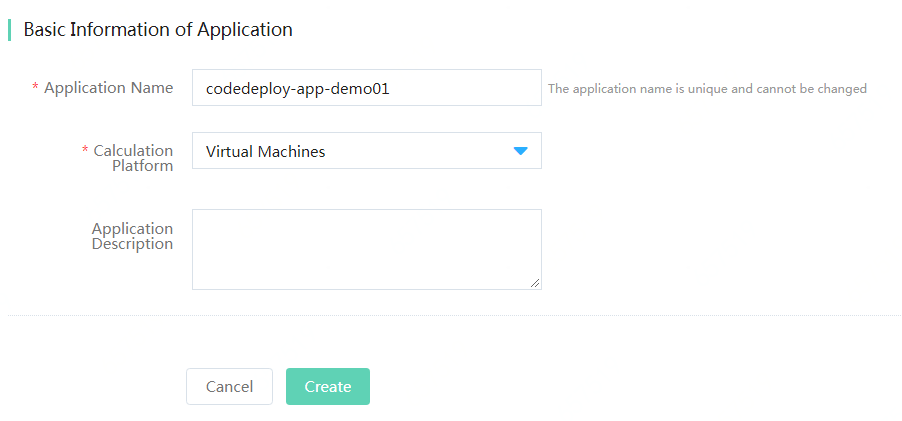 Basic Information of Application
* Application Name
codedeploy-app-demo01
The application name is unique and cannot be changed
* Calculation
Platform
Virtual Machines
Application
Description
Cancel
Create